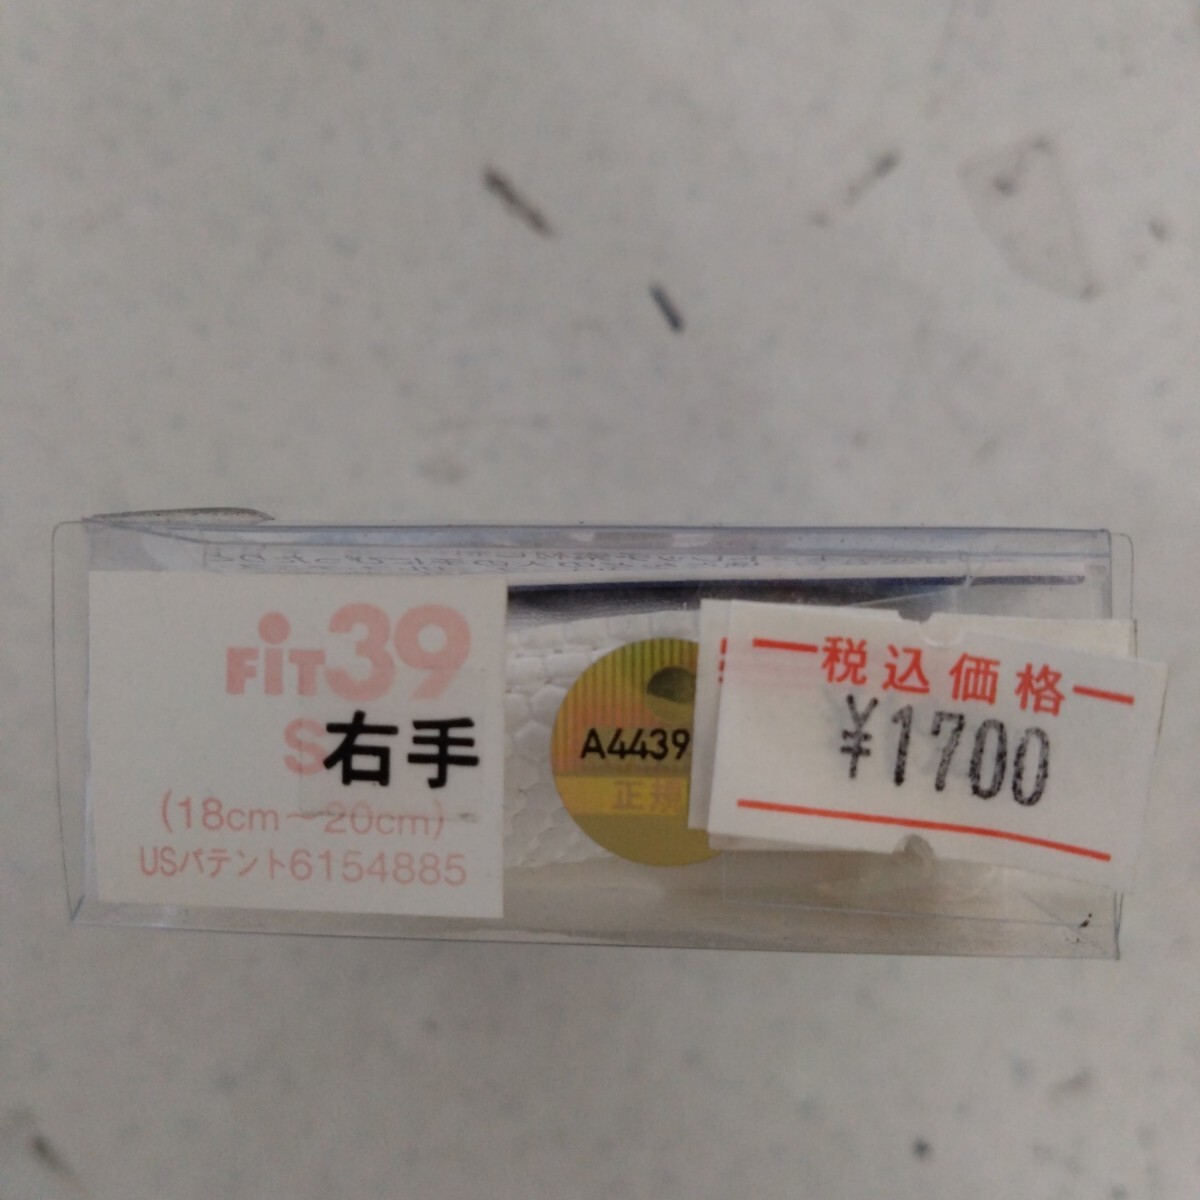 FiT39
S右手
(18cm～20cm)
USパテント6154885
A4439
正規
税込価格
¥1700